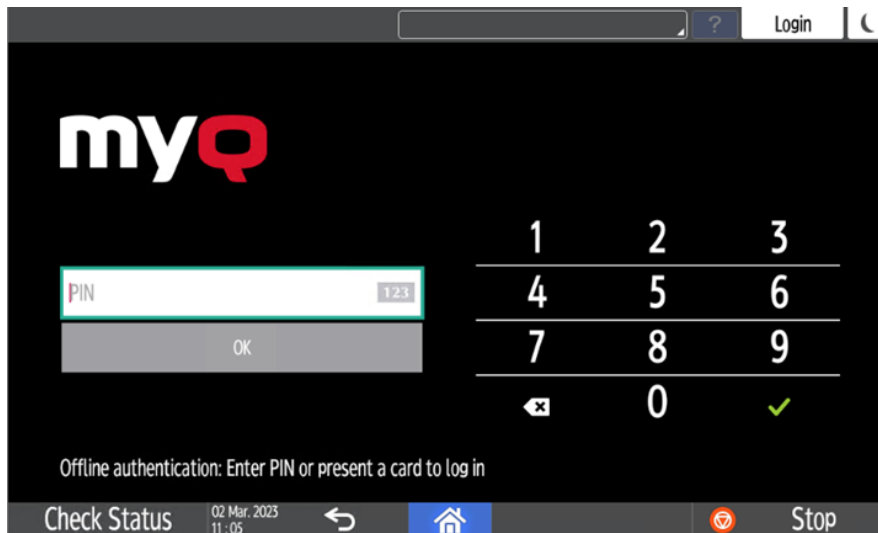 ? Login
myQ
1 2 3
PIN 123
4 5 6
OK
7 8 9
0
Offline authentication: Enter PIN or present a card to log in
Check Status 02 Mar. 2023 Stop
11 : 05